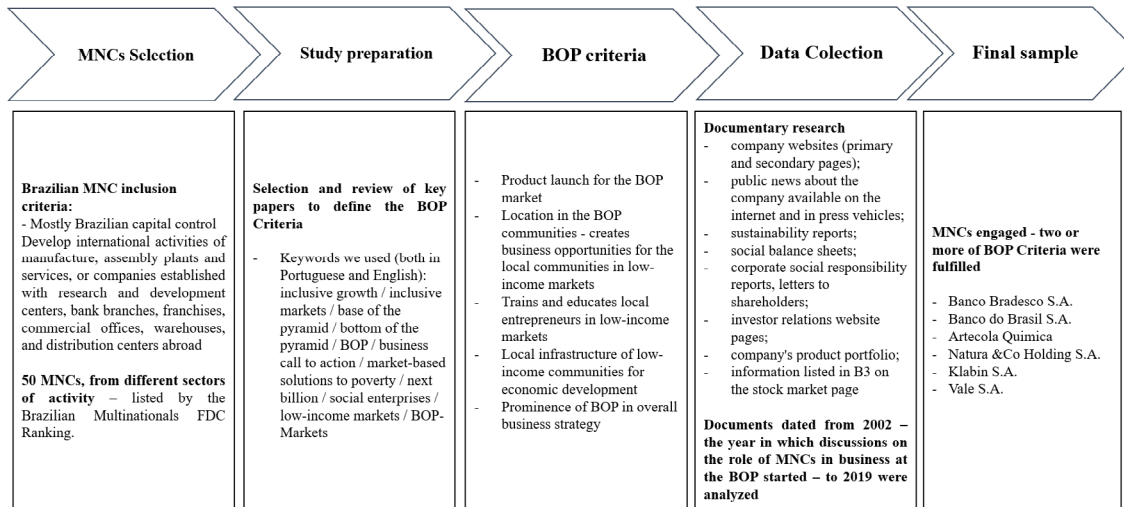 MNCs Selection
Study preparation
BOP criteria
Data Colection
Final sample
Brazilian MNC inclusion
criteria:
- Mostly Brazilian capital control
Develop international activities of
manufacture, assembly plants and
services, or companies established
with research and development
centers, bank branches, franchises,
commercial offices, warehouses,
and distribution centers abroad
50 MNCs, from different sectors
of activity – listed by the
Brazilian Multinationals FDC
Ranking.
Selection and review of key
papers to define the BOP
Criteria
- Keywords we used (both in
Portuguese and English):
inclusive growth / inclusive
markets / base of the
pyramid / bottom of the
pyramid / BOP / business
call to action / market-based
solutions to poverty / next
billion / social enterprises /
low-income markets / BOP-
Markets
- Product launch for the BOP
market
- Location in the BOP
communities - creates
business opportunities for the
local communities in low-
income markets
- Trains and educates local
entrepreneurs in low-income
markets
- Local infrastructure of low-
income communities for
economic development
- Prominence of BOP in overall
business strategy
Documentary research
- company websites (primary
and secondary pages);
- public news about the
company available on the
internet and in press vehicles;
- sustainability reports;
- social balance sheets;
- corporate social responsibility
reports, letters to
shareholders;
- investor relations website
pages;
- company's product portfolio;
- information listed in B3 on
the stock market page
Documents dated from 2002 –
the year in which discussions on
the role of MNCs in business at
the BOP started – to 2019 were
analyzed
MNCs engaged - two or
more of BOP Criteria were
fulfilled
- Banco Bradesco S.A.
- Banco do Brasil S.A.
- Artecola Quimica
- Natura &Co Holding S.A.
- Klabin S.A.
- Vale S.A.